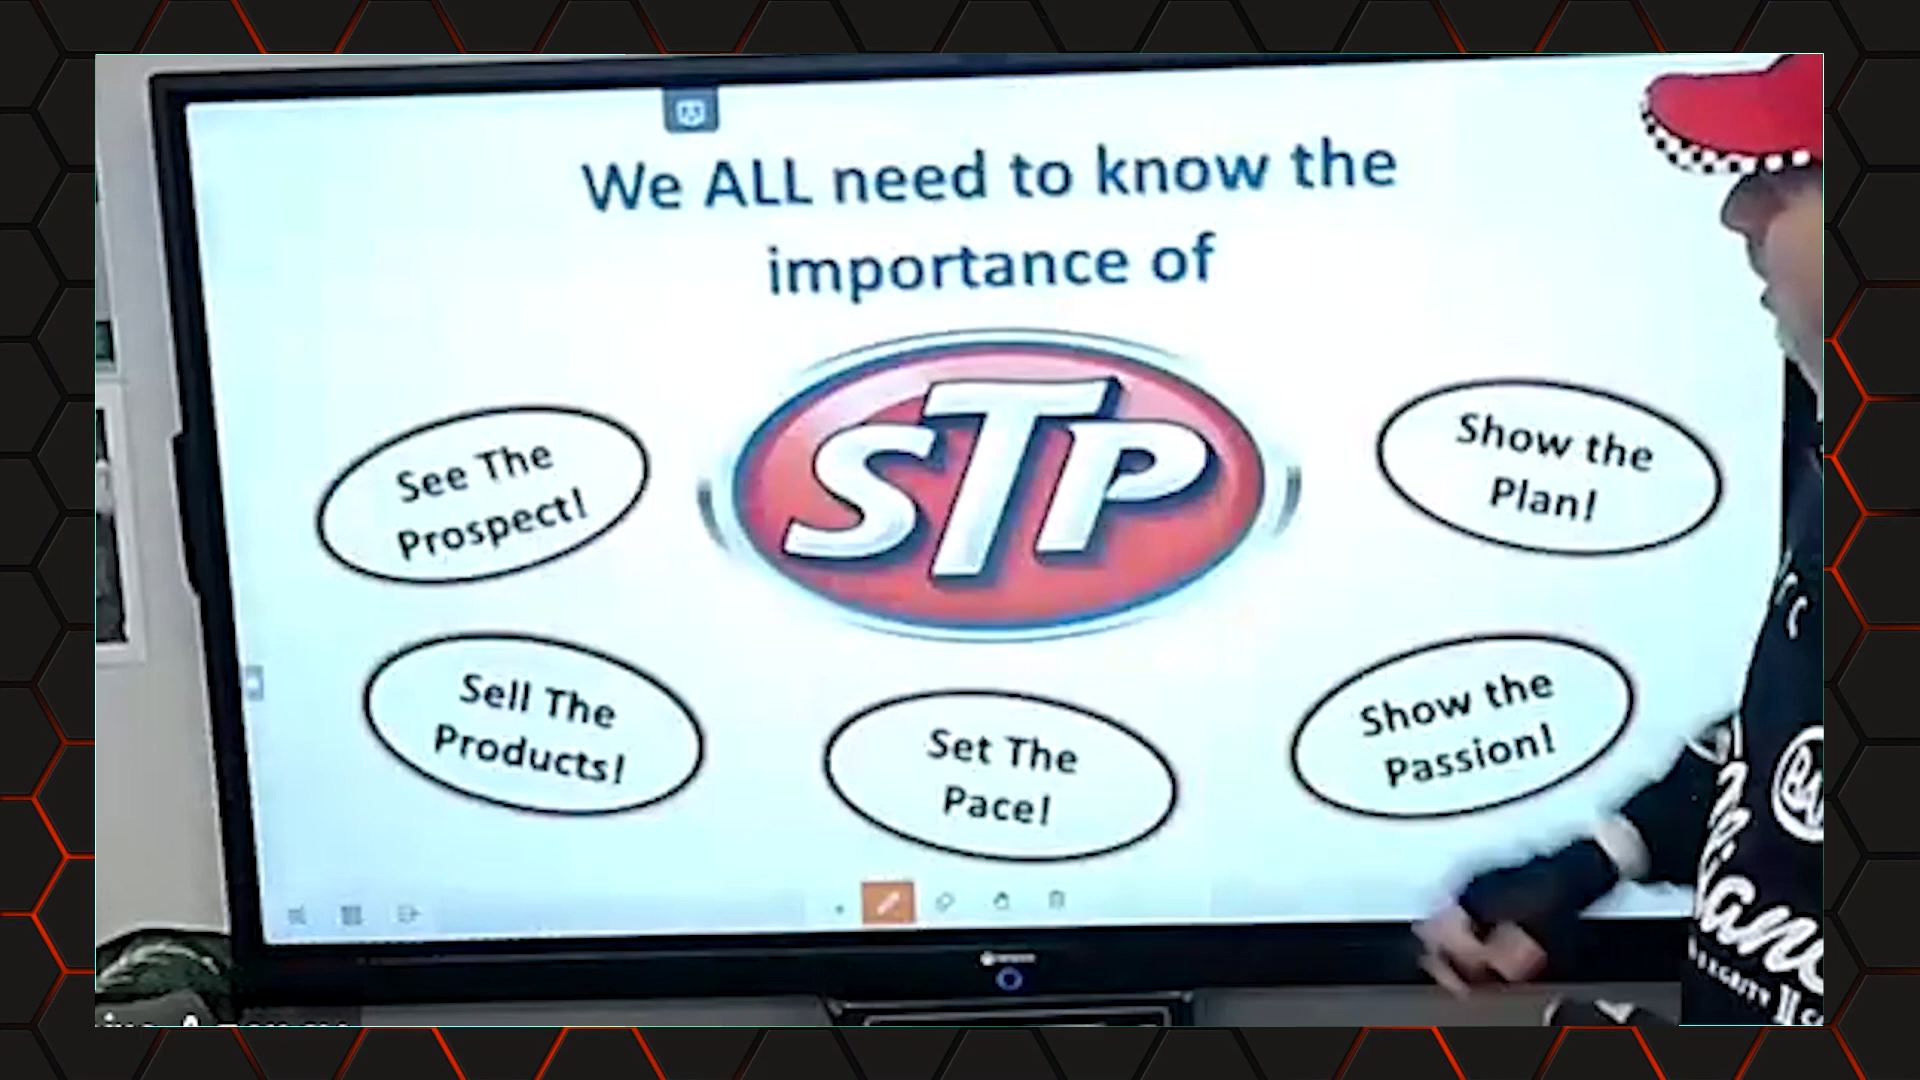 We ALL need to know the
importance of
STP
See The
Prospect!
Show the
Plan!
Sell The
Products!
Set The
Pace!
Show the
Passion!